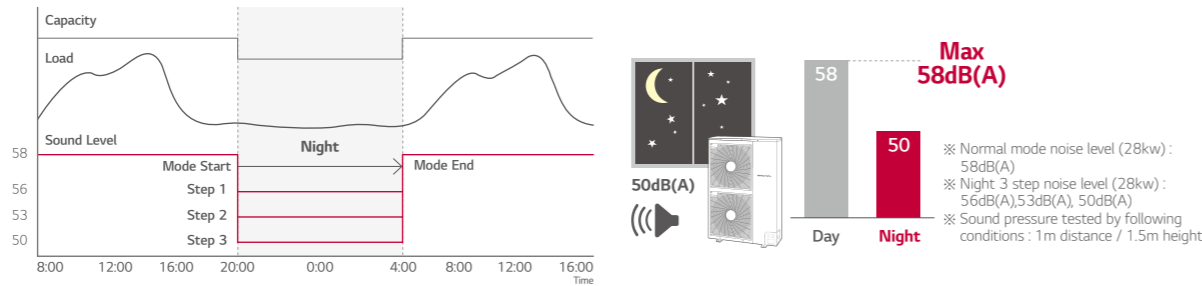 Capacity
Load
Sound Level
58
Night
Mode Start
Mode End
56
Step 1
53
Step 2
50
Step 3
8:00 12:00 16:00 20:00 0:00 4:00 8:00 12:00 16:00
Time
50dB(A)
Max
58dB(A)
58
50
Day
Night
※ Normal mode noise level (28kw) :
58dB(A)
※ Night 3 step noise level (28kw) :
56dB(A),53dB(A), 50dB(A)
※ Sound pressure tested by following
conditions : 1m distance / 1.5m height